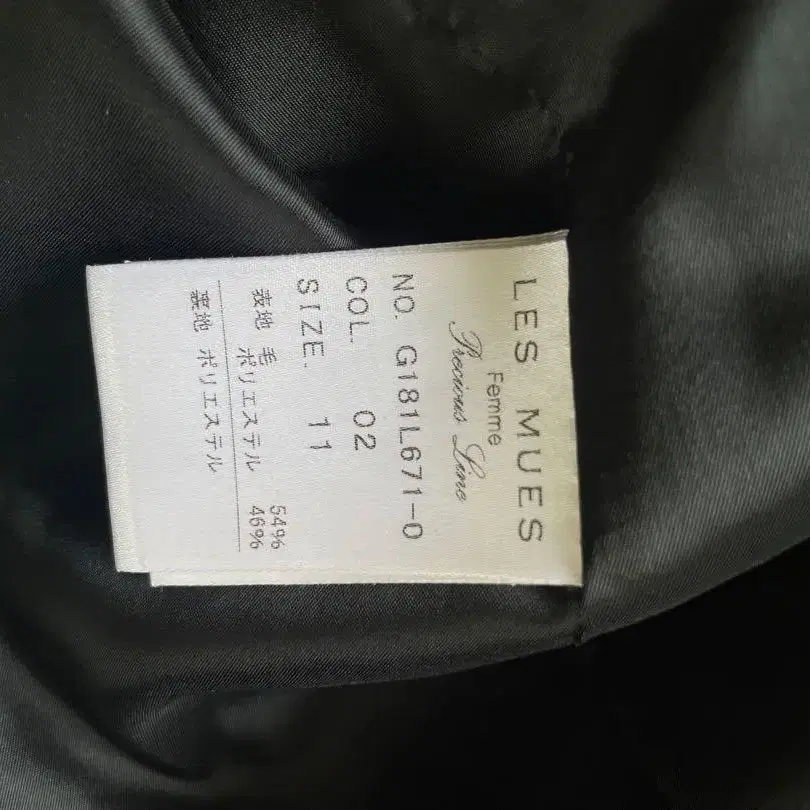 LES MUES
Femme
Precious Line
NO. G181L671-0
COL. 02
SIZE. 11
表地 毛 54%
ポリエステル 46%
裏地 ポリエステル